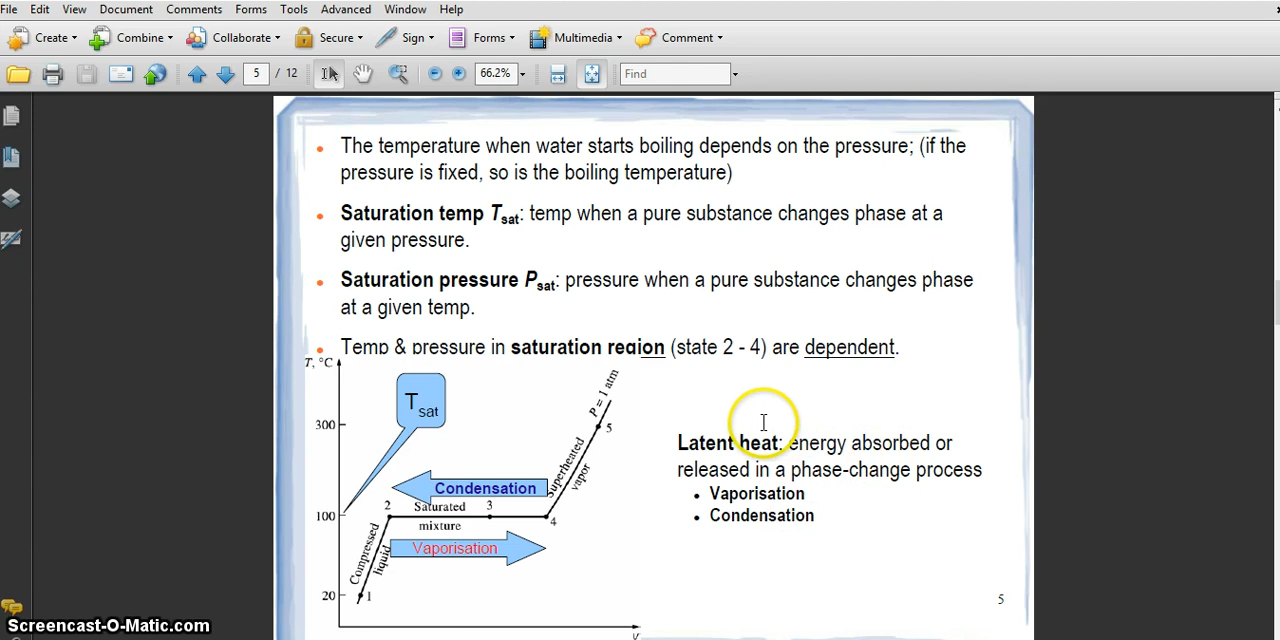 File Edit View Document Comments Forms Tools Advanced Window Help
Create Combine Collaborate Secure Sign Forms Multimedia Comment
5 / 12 66.2% Find
The temperature when water starts boiling depends on the pressure; (if the
pressure is fixed, so is the boiling temperature)
Saturation temp Tsat: temp when a pure substance changes phase at a
given pressure.
Saturation pressure Psat: pressure when a pure substance changes phase
at a given temp.
Temp & pressure in saturation region (state 2 - 4) are dependent.
T, °C
Tsat
P = 1 atm
300
5
Superheated
vapor
Condensation
2
Saturated
3
100
mixture
4
Compressed
liquid
Vaporisation
20
1
Latent heat: energy absorbed or
released in a phase-change process
Vaporisation
Condensation
5
Screencast-O-Matic.com